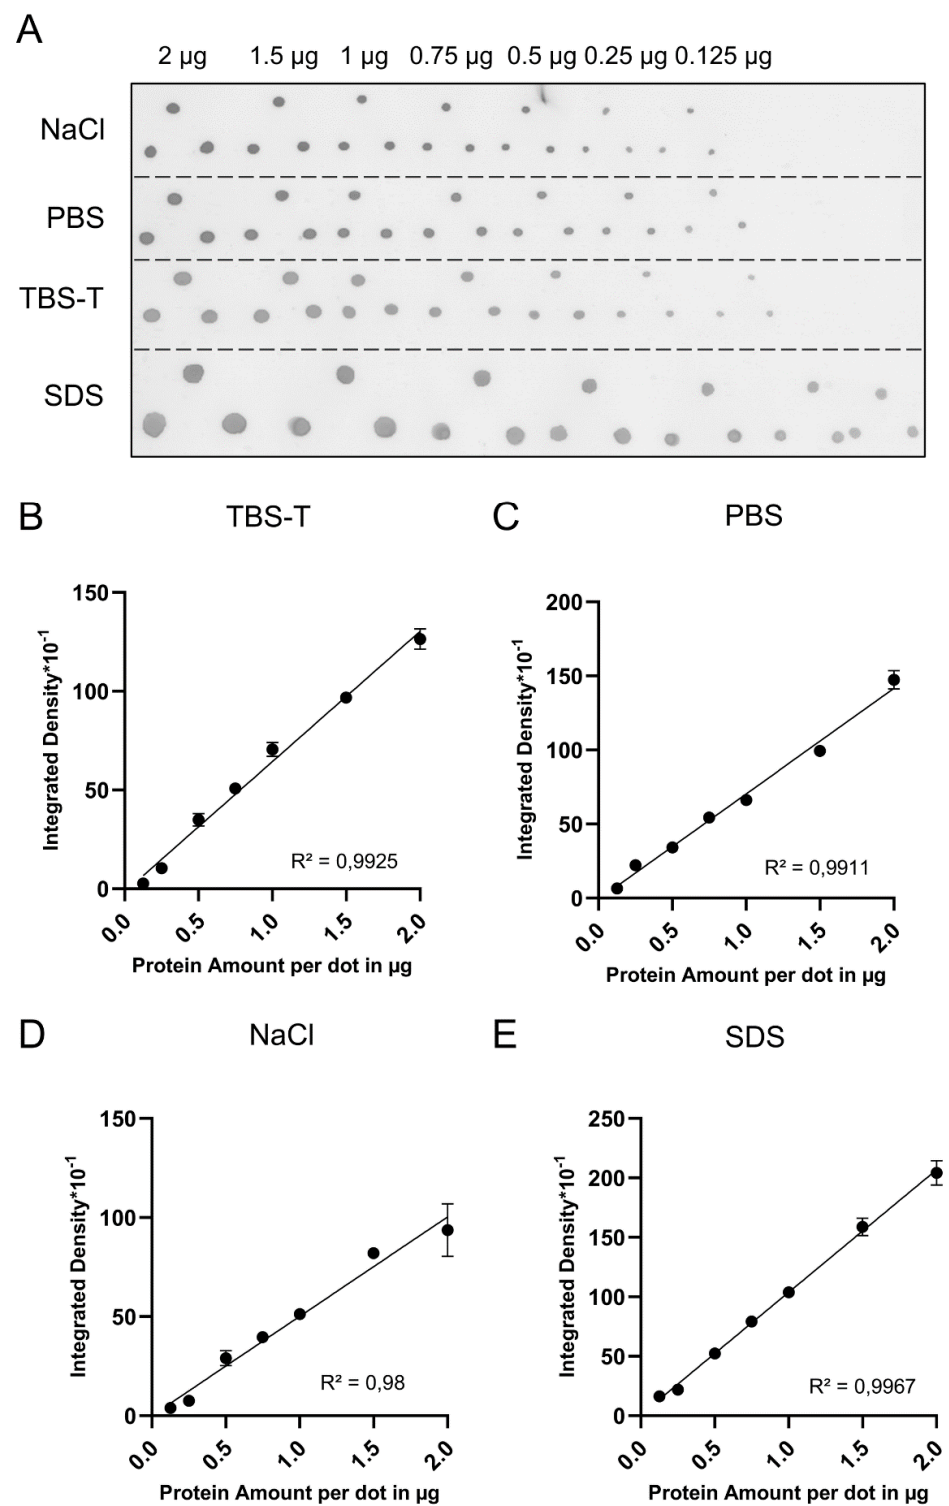 A
2 µg 1.5 µg 1 µg 0.75 µg 0.5 µg 0.25 µg 0.125 µg
NaCl
PBS
TBS-T
SDS
B
TBS-T
Integrated Density*10⁻¹
150
100
50
0
R² = 0,9925
0.0 0.5 1.0 1.5 2.0
Protein Amount per dot in µg
C
PBS
Integrated Density*10⁻¹
200
150
100
50
0
R² = 0,9911
0.0 0.5 1.0 1.5 2.0
Protein Amount per dot in µg
D
NaCl
Integrated Density*10⁻¹
150
100
50
0
R² = 0,98
0.0 0.5 1.0 1.5 2.0
Protein Amount per dot in µg
E
SDS
Integrated Density*10⁻¹
250
200
150
100
50
0
R² = 0,9967
0.0 0.5 1.0 1.5 2.0
Protein Amount per dot in µg